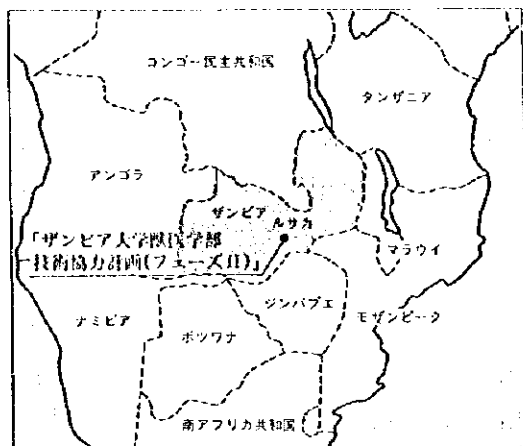 コンゴー民主共和国
タンザニア
アンゴラ
ザンビア
ルサカ
「ザンビア大学獣医学部
技術協力計画(フェーズII)」
マラウイ
ジンバブエ
モザンビーク
ナミビア
ボツワナ
南アフリカ共和国